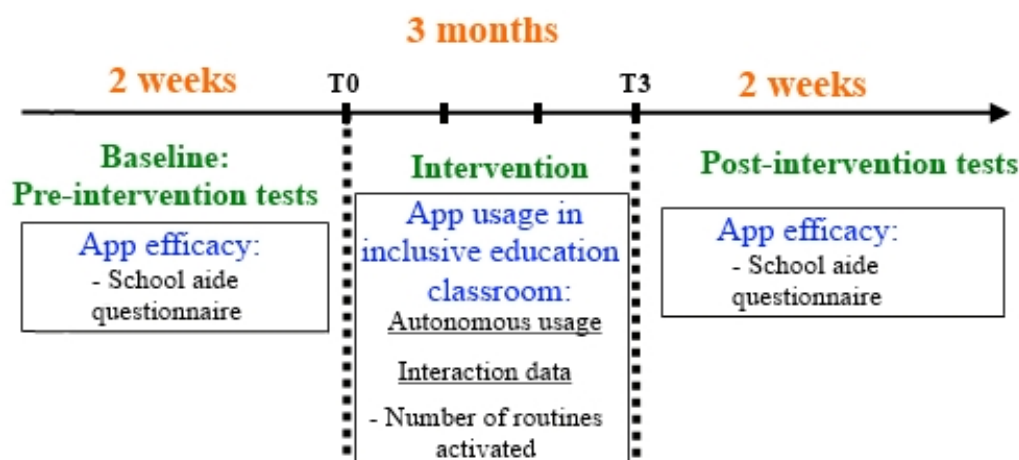 3 months
2 weeks
T0
T3
2 weeks
Baseline:
Pre-intervention tests
Intervention
Post-intervention tests
App efficacy:
- School aide
questionnaire
App usage in
inclusive education
classroom:
Autonomous usage
Interaction data
- Number of routines
activated
App efficacy:
- School aide
questionnaire